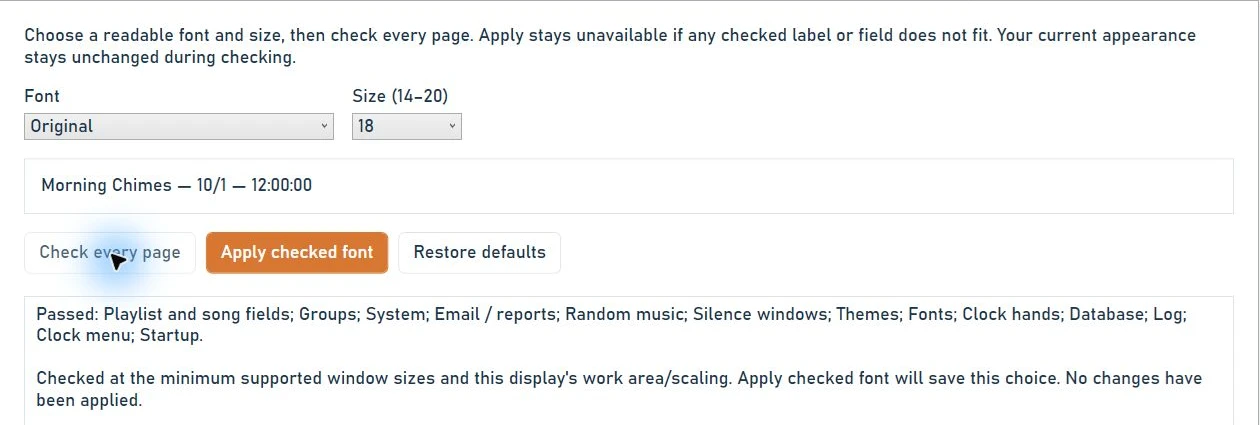 Choose a readable font and size, then check every page. Apply stays unavailable if any checked label or field does not fit. Your current appearance
stays unchanged during checking.
Font
Size (14–20)
Original
18
Morning Chimes — 10/1 — 12:00:00
Check every page
Apply checked font
Restore defaults
Passed: Playlist and song fields; Groups; System; Email / reports; Random music; Silence windows; Themes; Fonts; Clock hands; Database; Log;
Clock menu; Startup.
Checked at the minimum supported window sizes and this display's work area/scaling. Apply checked font will save this choice. No changes have
been applied.